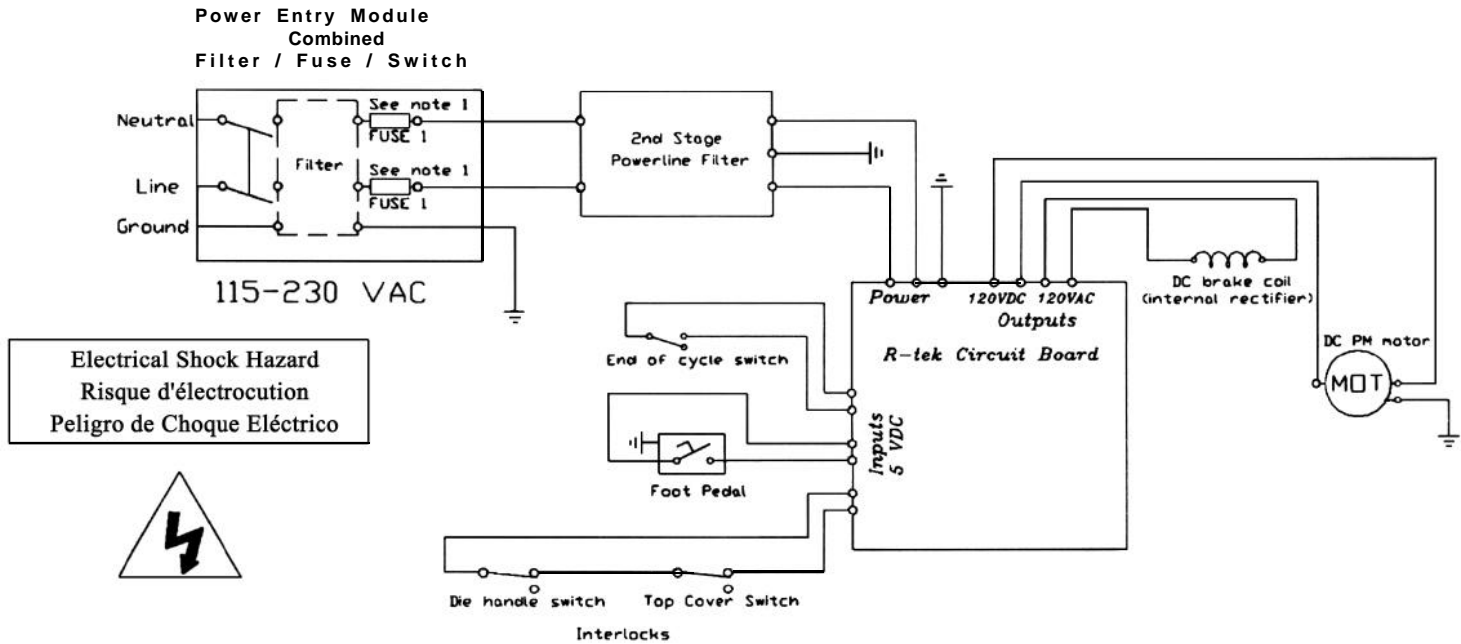 Power Entry Module
Combined
Filter / Fuse / Switch
Neutral
Line
Ground
Filter
See note 1
FUSE 1
See note 1
FUSE 1
115-230 VAC
2nd Stage
Powerline Filter
Electrical Shock Hazard
Risque d'électrocution
Peligro de Choque Eléctrico
Power
120VDC
120VAC
Outputs
R-tek Circuit Board
Inputs
5 VDC
End of cycle switch
Foot Pedal
Die handle switch
Top Cover Switch
Interlocks
DC brake coil
(internal rectifier)
DC PM motor
MOT